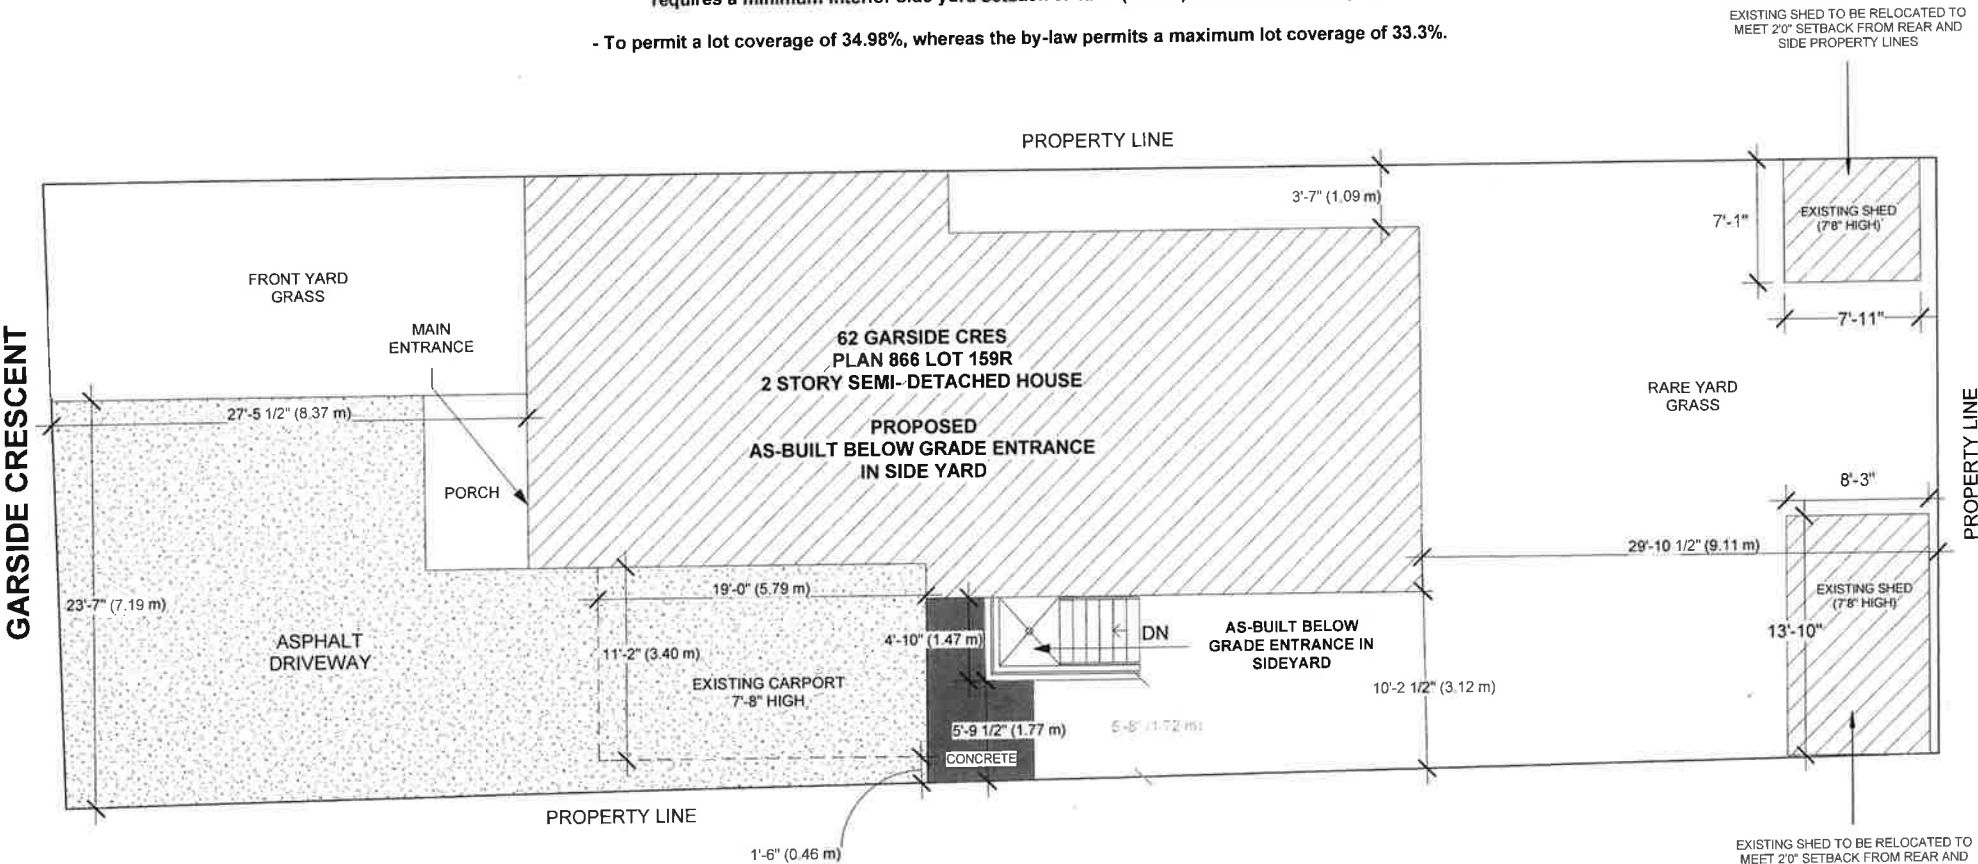 - To permit a lot coverage of 34.98%, whereas the by-law permits a maximum lot coverage of 33.3%.
EXISTING SHED TO BE RELOCATED TO
MEET 2'0" SETBACK FROM REAR AND
SIDE PROPERTY LINES
PROPERTY LINE
3'-7" (1.09 m)
7'-1"
EXISTING SHED
(7'8" HIGH)
7'-11"
FRONT YARD
GRASS
MAIN
ENTRANCE
62 GARSIDE CRES
PLAN 866 LOT 159R
2 STORY SEMI-DETACHED HOUSE
PROPOSED
AS-BUILT BELOW GRADE ENTRANCE
IN SIDE YARD
RARE YARD
GRASS
GARSIDE CRESCENT
PROPERTY LINE
27'-5 1/2" (8.37 m)
PORCH
8'-3"
29'-10 1/2" (9.11 m)
EXISTING SHED
(7'8" HIGH)
13'-10"
23'-7" (7.19 m)
19'-0" (5.79 m)
ASPHALT
DRIVEWAY
11'-2" (3.40 m)
4'-10" (1.47 m)
DN
AS-BUILT BELOW
GRADE ENTRANCE IN
SIDEYARD
EXISTING CARPORT
7'-8" HIGH
10'-2 1/2" (3.12 m)
5'-9 1/2" (1.77 m)
5'-8" (1.72 m)
CONCRETE
PROPERTY LINE
1'-6" (0.46 m)
EXISTING SHED TO BE RELOCATED TO
MEET 2'0" SETBACK FROM REAR AND